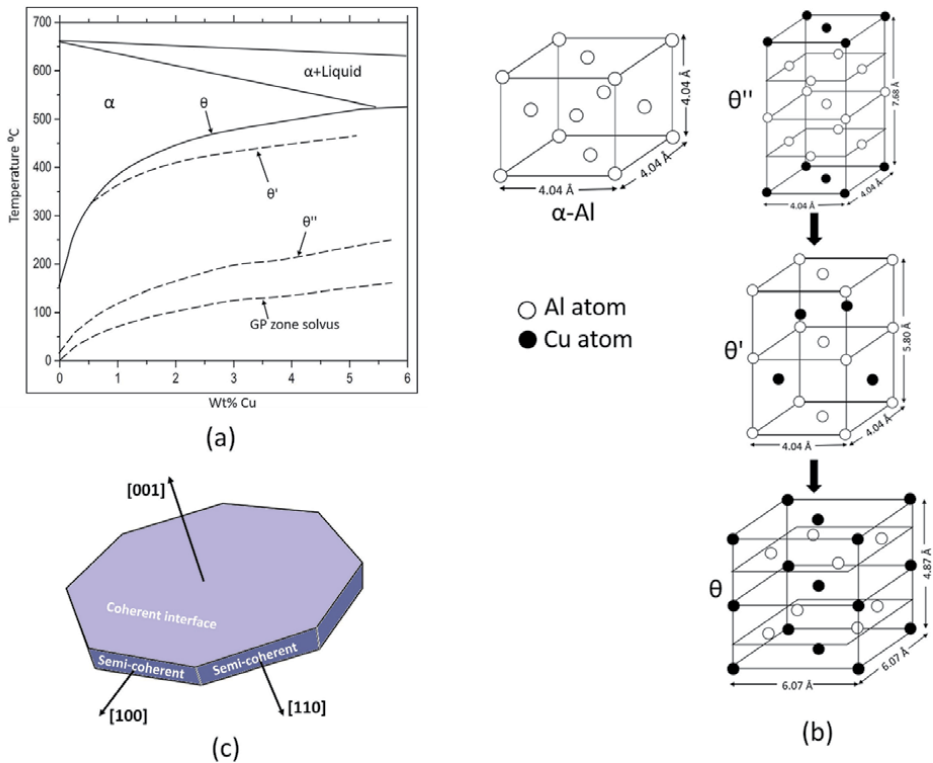 700
600
500
400
300
200
100
0
Temperature ⁰C
α+Liquid
α
θ
θ'
θ''
GP zone solvus
0 1 2 3 4 5 6
Wt% Cu
(a)
4.04 Å
4.04 Å
4.04 Å
α-Al
Al atom
Cu atom
θ''
7.68 Å
4.04 Å
4.04 Å
θ'
5.80 Å
4.04 Å
4.04 Å
θ
4.87 Å
6.07 Å
6.07 Å
(b)
[001]
Coherent interface
Semi-coherent
Semi-coherent
[100]
[110]
(c)